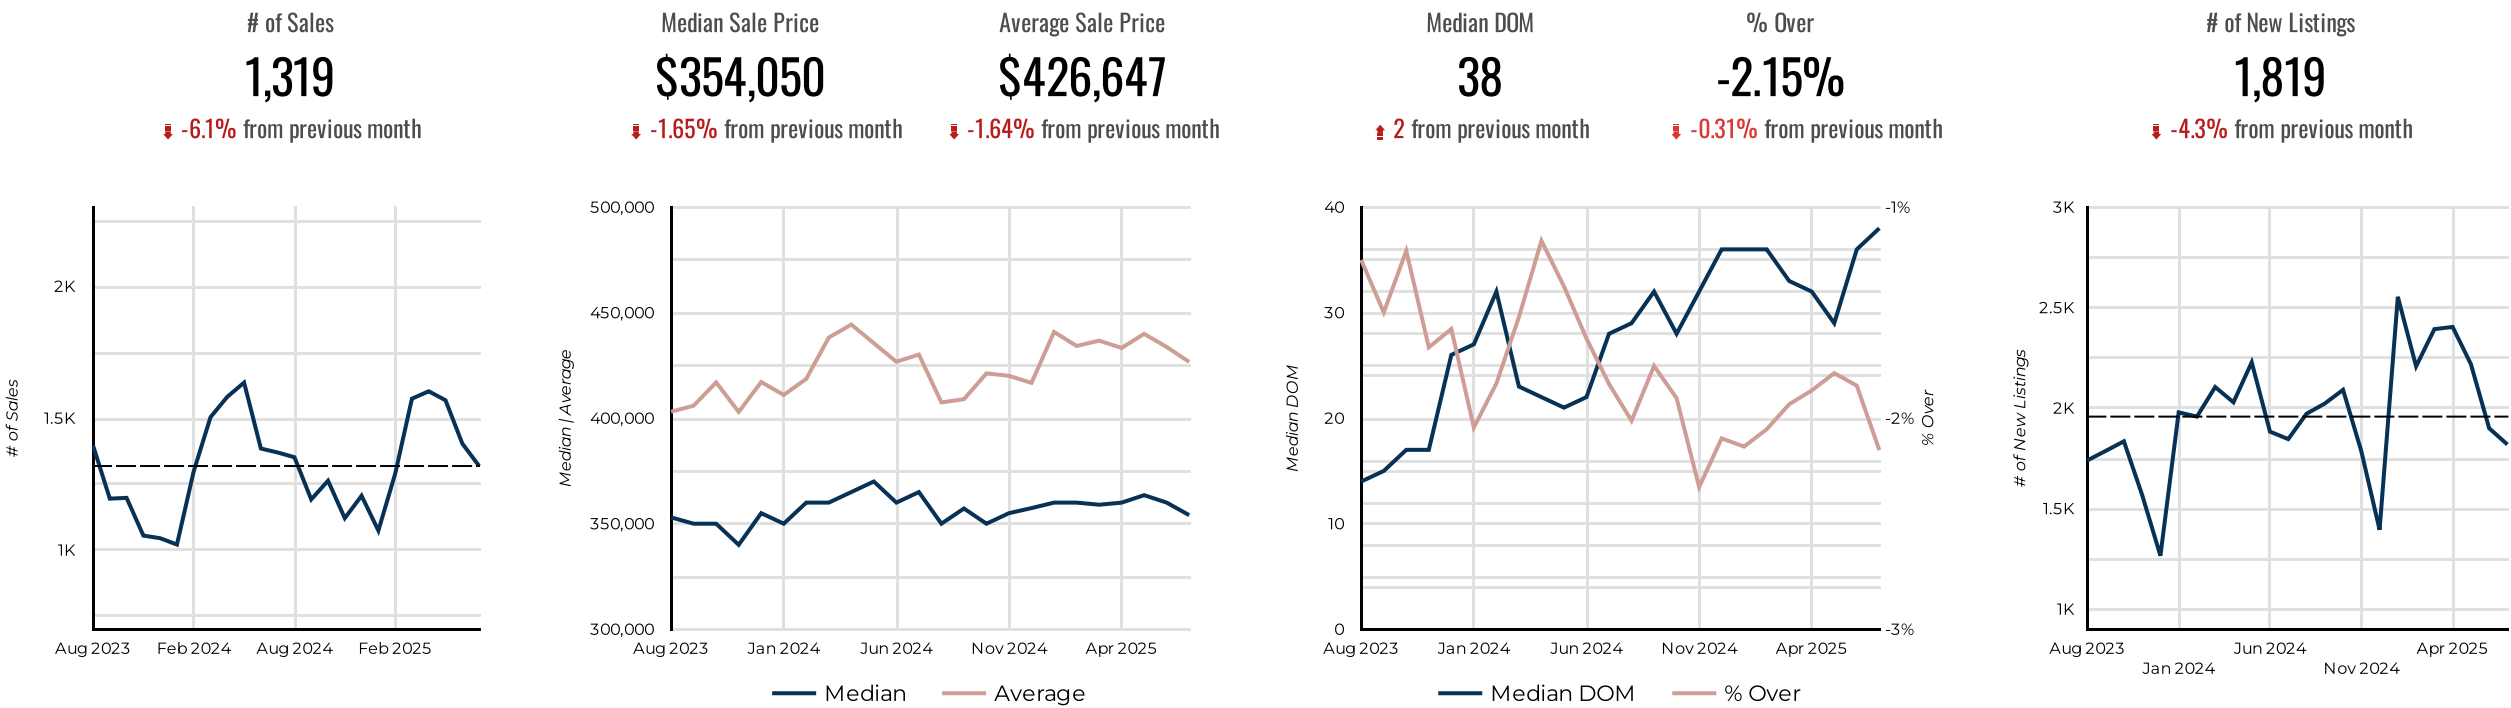 # of Sales
1,319
-6.1% from previous month
Median Sale Price
$354,050
-1.65% from previous month
Average Sale Price
$426,647
-1.64% from previous month
Median DOM
38
2 from previous month
% Over
-2.15%
-0.31% from previous month
# of New Listings
1,819
-4.3% from previous month
# of Sales
2K
1.5K
1K
Aug 2023 Feb 2024 Aug 2024 Feb 2025
Median | Average
500,000
450,000
400,000
350,000
300,000
Aug 2023 Jan 2024 Jun 2024 Nov 2024 Apr 2025
Median Average
Median DOM
40
30
20
10
0
-1%
-2%
-3%
% Over
Aug 2023 Jan 2024 Jun 2024 Nov 2024 Apr 2025
Median DOM % Over
# of New Listings
3K
2.5K
2K
1.5K
1K
Aug 2023 Jun 2024 Apr 2025
Jan 2024 Nov 2024